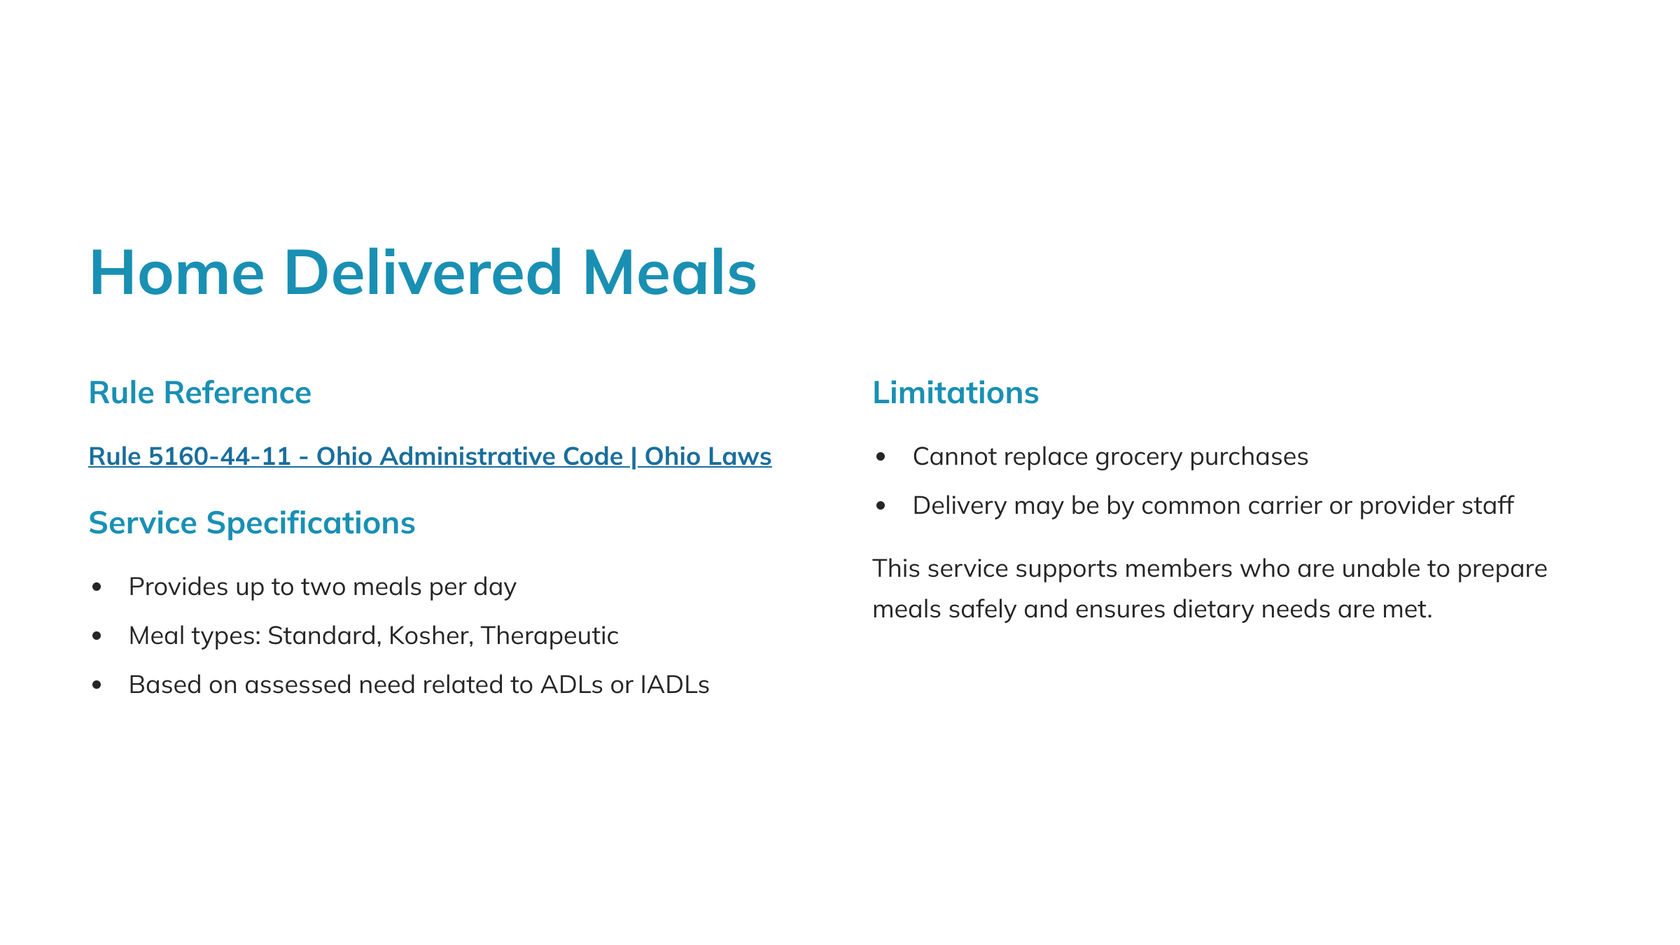 Home Delivered Meals
Rule Reference
Rule 5160-44-11 - Ohio Administrative Code | Ohio Laws
Service Specifications
• Provides up to two meals per day
• Meal types: Standard, Kosher, Therapeutic
• Based on assessed need related to ADLs or IADLs
Limitations
• Cannot replace grocery purchases
• Delivery may be by common carrier or provider staff
This service supports members who are unable to prepare
meals safely and ensures dietary needs are met.